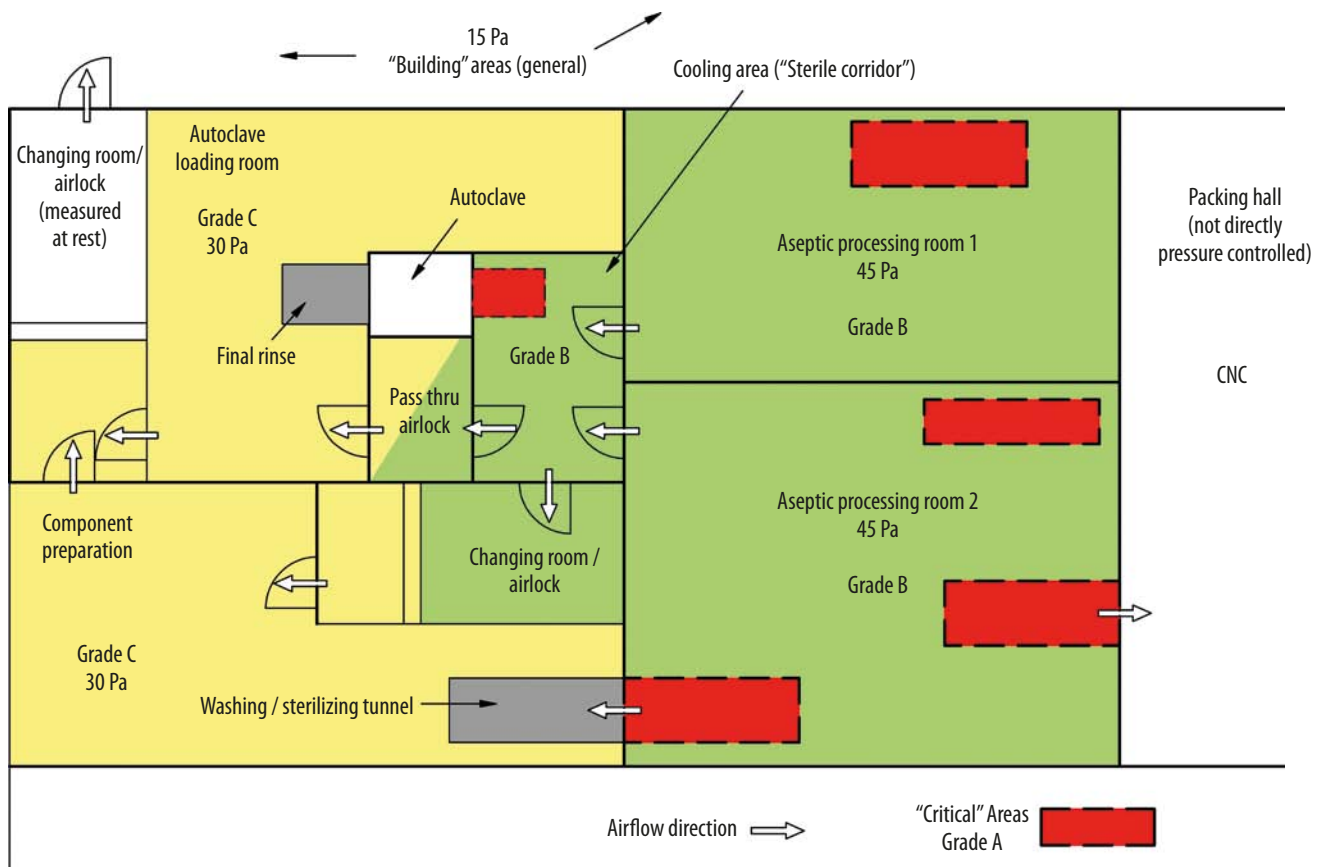 15 Pa
“Building” areas (general)
Cooling area (“Sterile corridor”)
Changing room/
airlock
(measured
at rest)
Autoclave
loading room
Grade C
30 Pa
Autoclave
Final rinse
Grade B
Pass thru
airlock
Aseptic processing room 1
45 Pa
Grade B
Packing hall
(not directly
pressure controlled)
CNC
Aseptic processing room 2
45 Pa
Grade B
Component
preparation
Changing room /
airlock
Grade C
30 Pa
Washing / sterilizing tunnel
Airflow direction
“Critical” Areas
Grade A